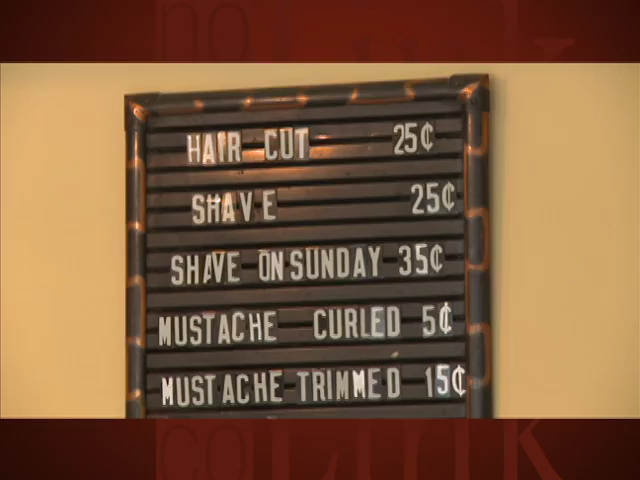 HAIR CUT 25¢
SHAVE 25¢
SHAVE ON SUNDAY 35¢
MUSTACHE CURLED 5¢
MUSTACHE TRIMMED 15¢